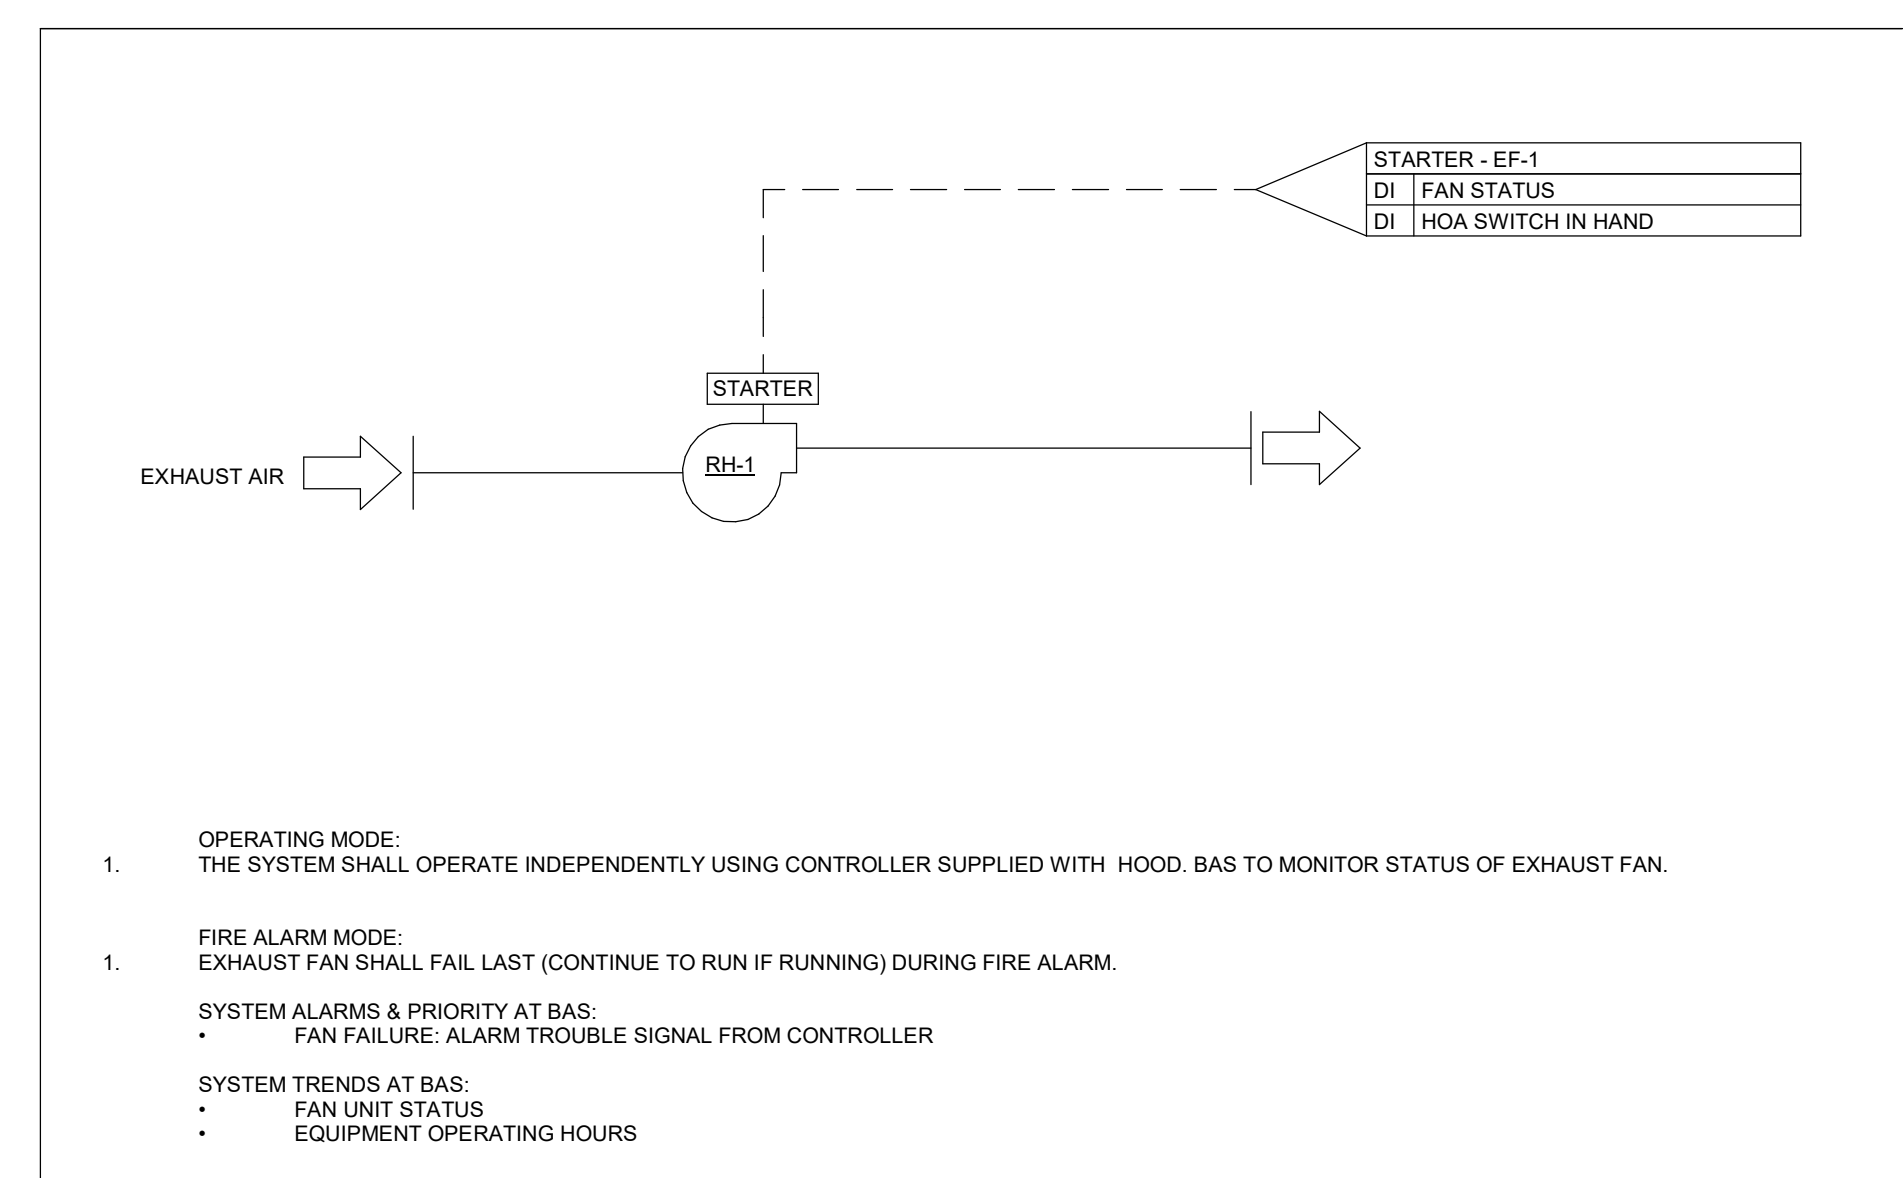 STARTER - EF-1
DI FAN STATUS
DI HOA SWITCH IN HAND
STARTER
RH-1
EXHAUST AIR
OPERATING MODE:
1. THE SYSTEM SHALL OPERATE INDEPENDENTLY USING CONTROLLER SUPPLIED WITH HOOD. BAS TO MONITOR STATUS OF EXHAUST FAN.
FIRE ALARM MODE:
1. EXHAUST FAN SHALL FAIL LAST (CONTINUE TO RUN IF RUNNING) DURING FIRE ALARM.
SYSTEM ALARMS & PRIORITY AT BAS:
• FAN FAILURE: ALARM TROUBLE SIGNAL FROM CONTROLLER
SYSTEM TRENDS AT BAS:
• FAN UNIT STATUS
• EQUIPMENT OPERATING HOURS